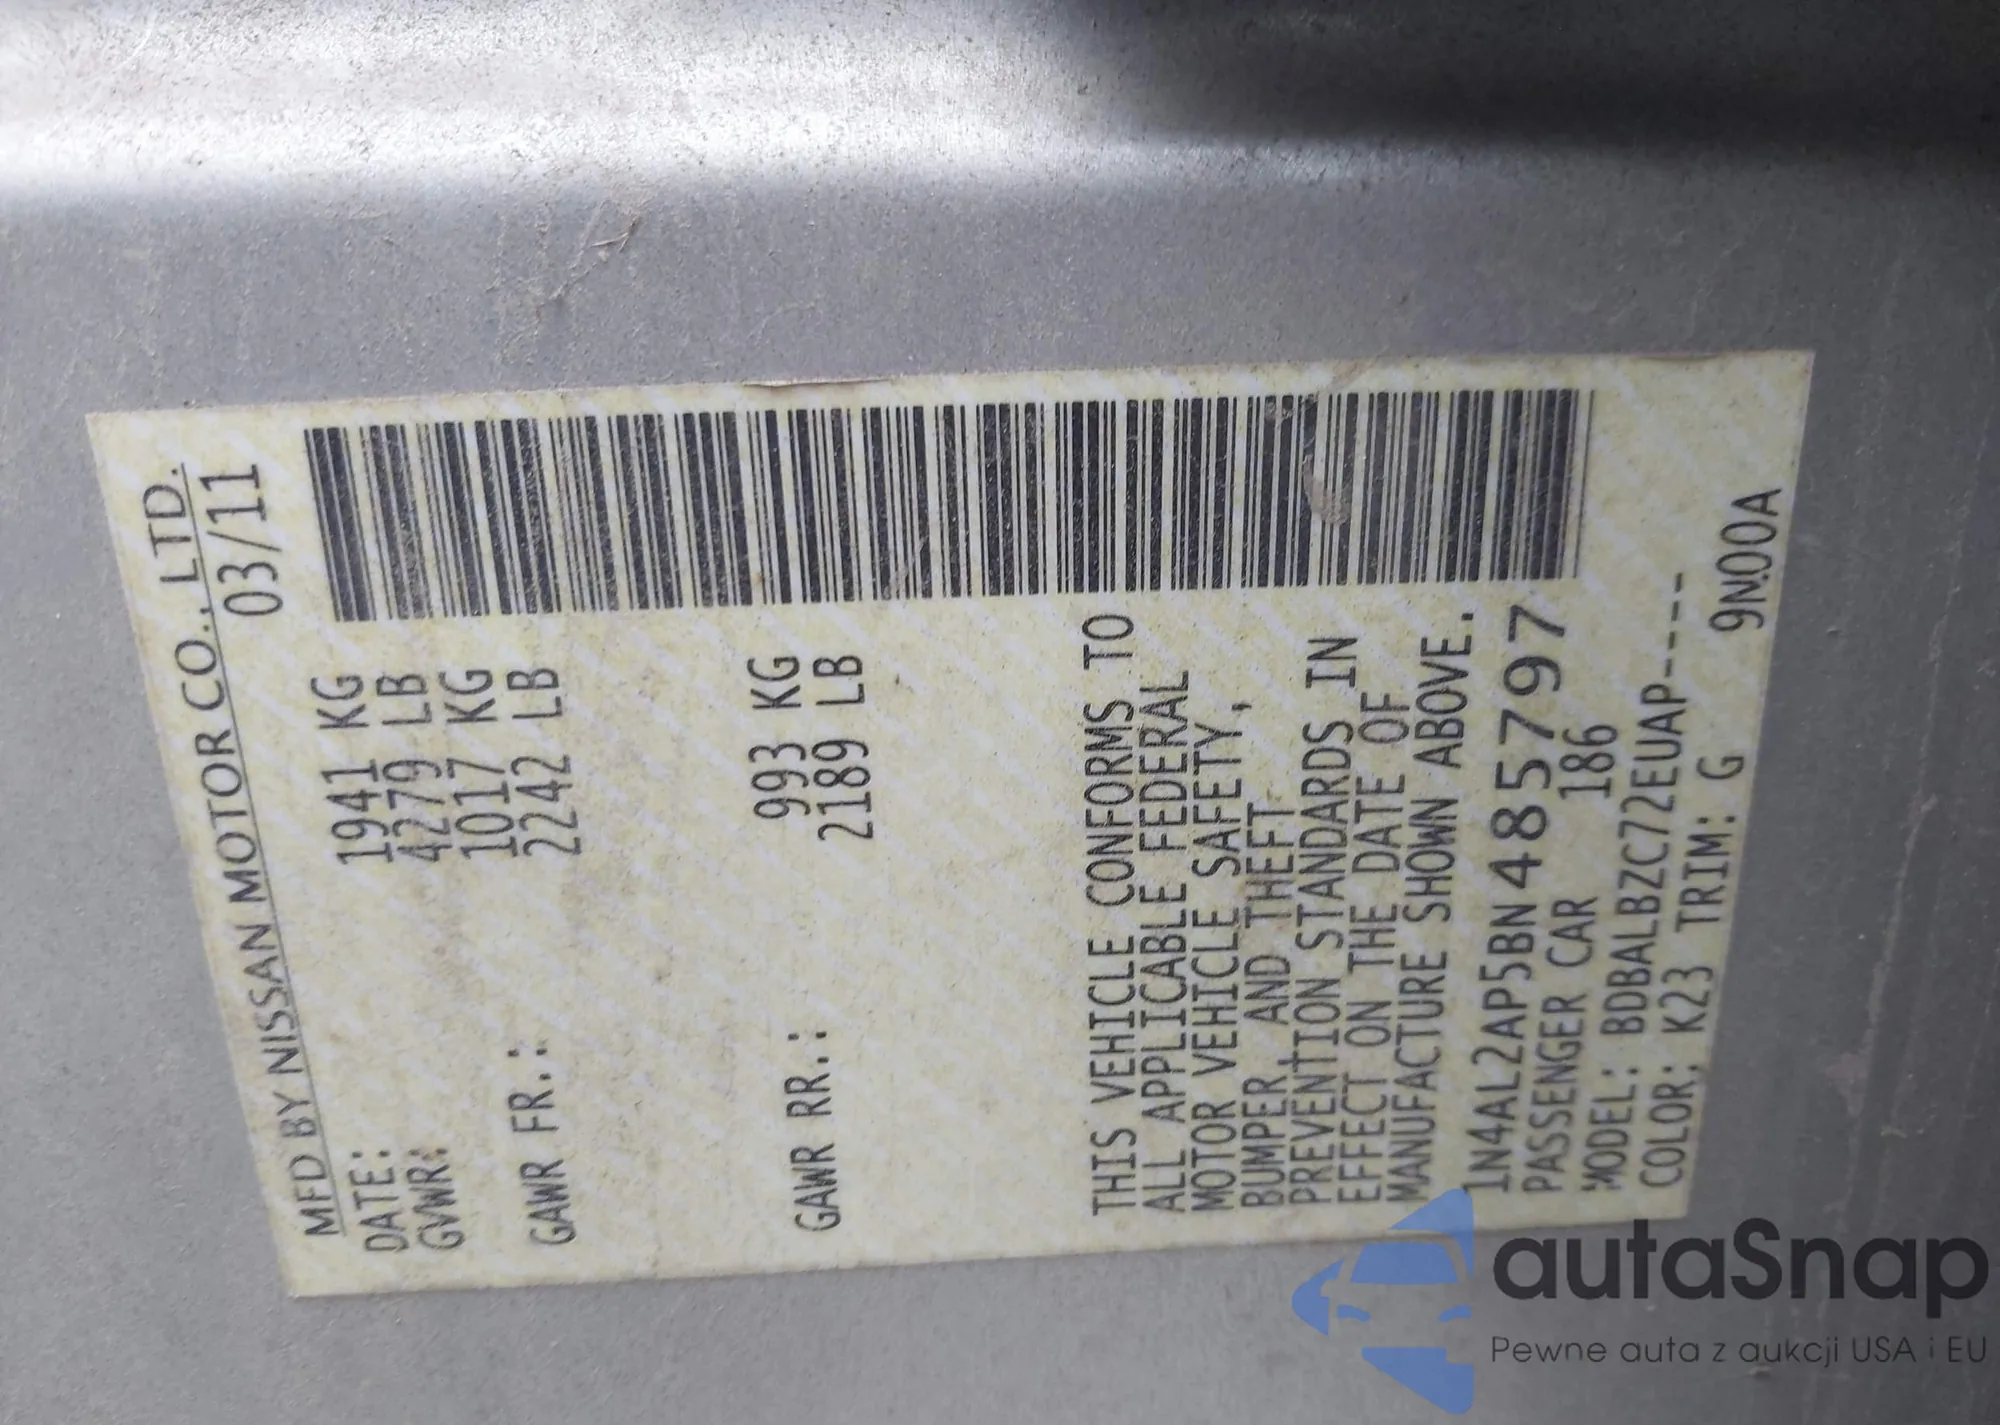 MFD BY NISSAN MOTOR CO.,LTD.
DATE: 03/11
GVWR: 1941 KG
4279 LB
GAWR FR.: 1017 KG
2242 LB
GAWR RR.: 993 KG
2189 LB
THIS VEHICLE CONFORMS TO
ALL APPLICABLE FEDERAL
MOTOR VEHICLE SAFETY,
BUMPER, AND THEFT
PREVENTION STANDARDS IN
EFFECT ON THE DATE OF
MANUFACTURE SHOWN ABOVE.
1N4AL2AP5BN485797
PASSENGER CAR 186
MODEL: BDBALBZC72EUAP----
COLOR: K23 TRIM: G 9N00A
autaSnap
Pewne auta z aukcji USA i EU